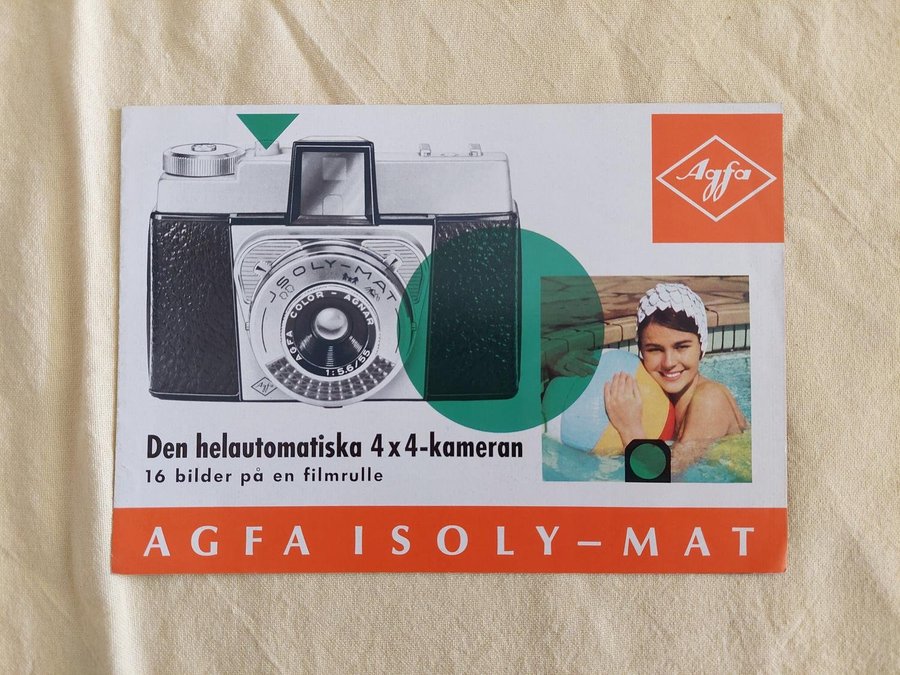 Agfa
ISOLY-MAT
AGFA COLOR - AGNAR
1:5,6/55
Den helautomatiska 4 x 4-kameran
16 bilder på en filmrulle
AGFA ISOLY–MAT